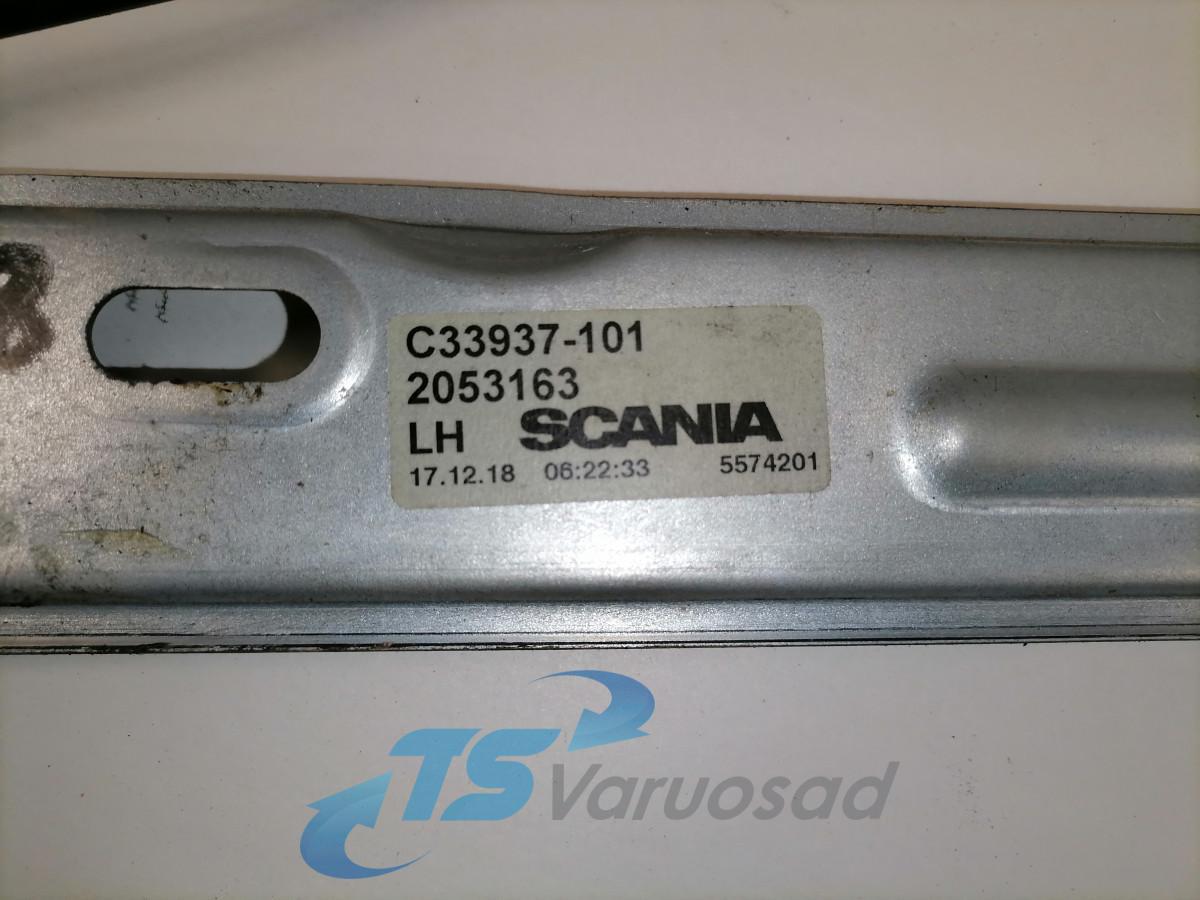 C33937-101
2053163
LH SCANIA
17.12.18 06:22:33 5574201
TS Varuosad